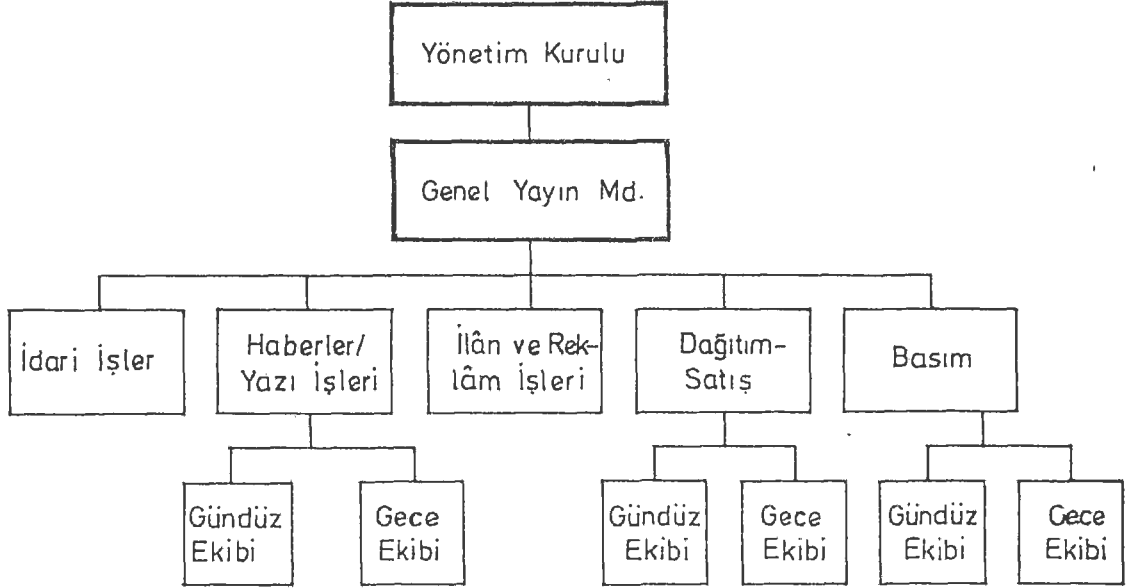 Yönetim Kurulu
Genel Yayın Md.
İdari İşler
Haberler/
Yazı İşleri
İlân ve Rek-
lâm İşleri
Dağıtım-
Satış
Basım
Gündüz
Ekibi
Gece
Ekibi
Gündüz
Ekibi
Gece
Ekibi
Gündüz
Ekibi
Gece
Ekibi